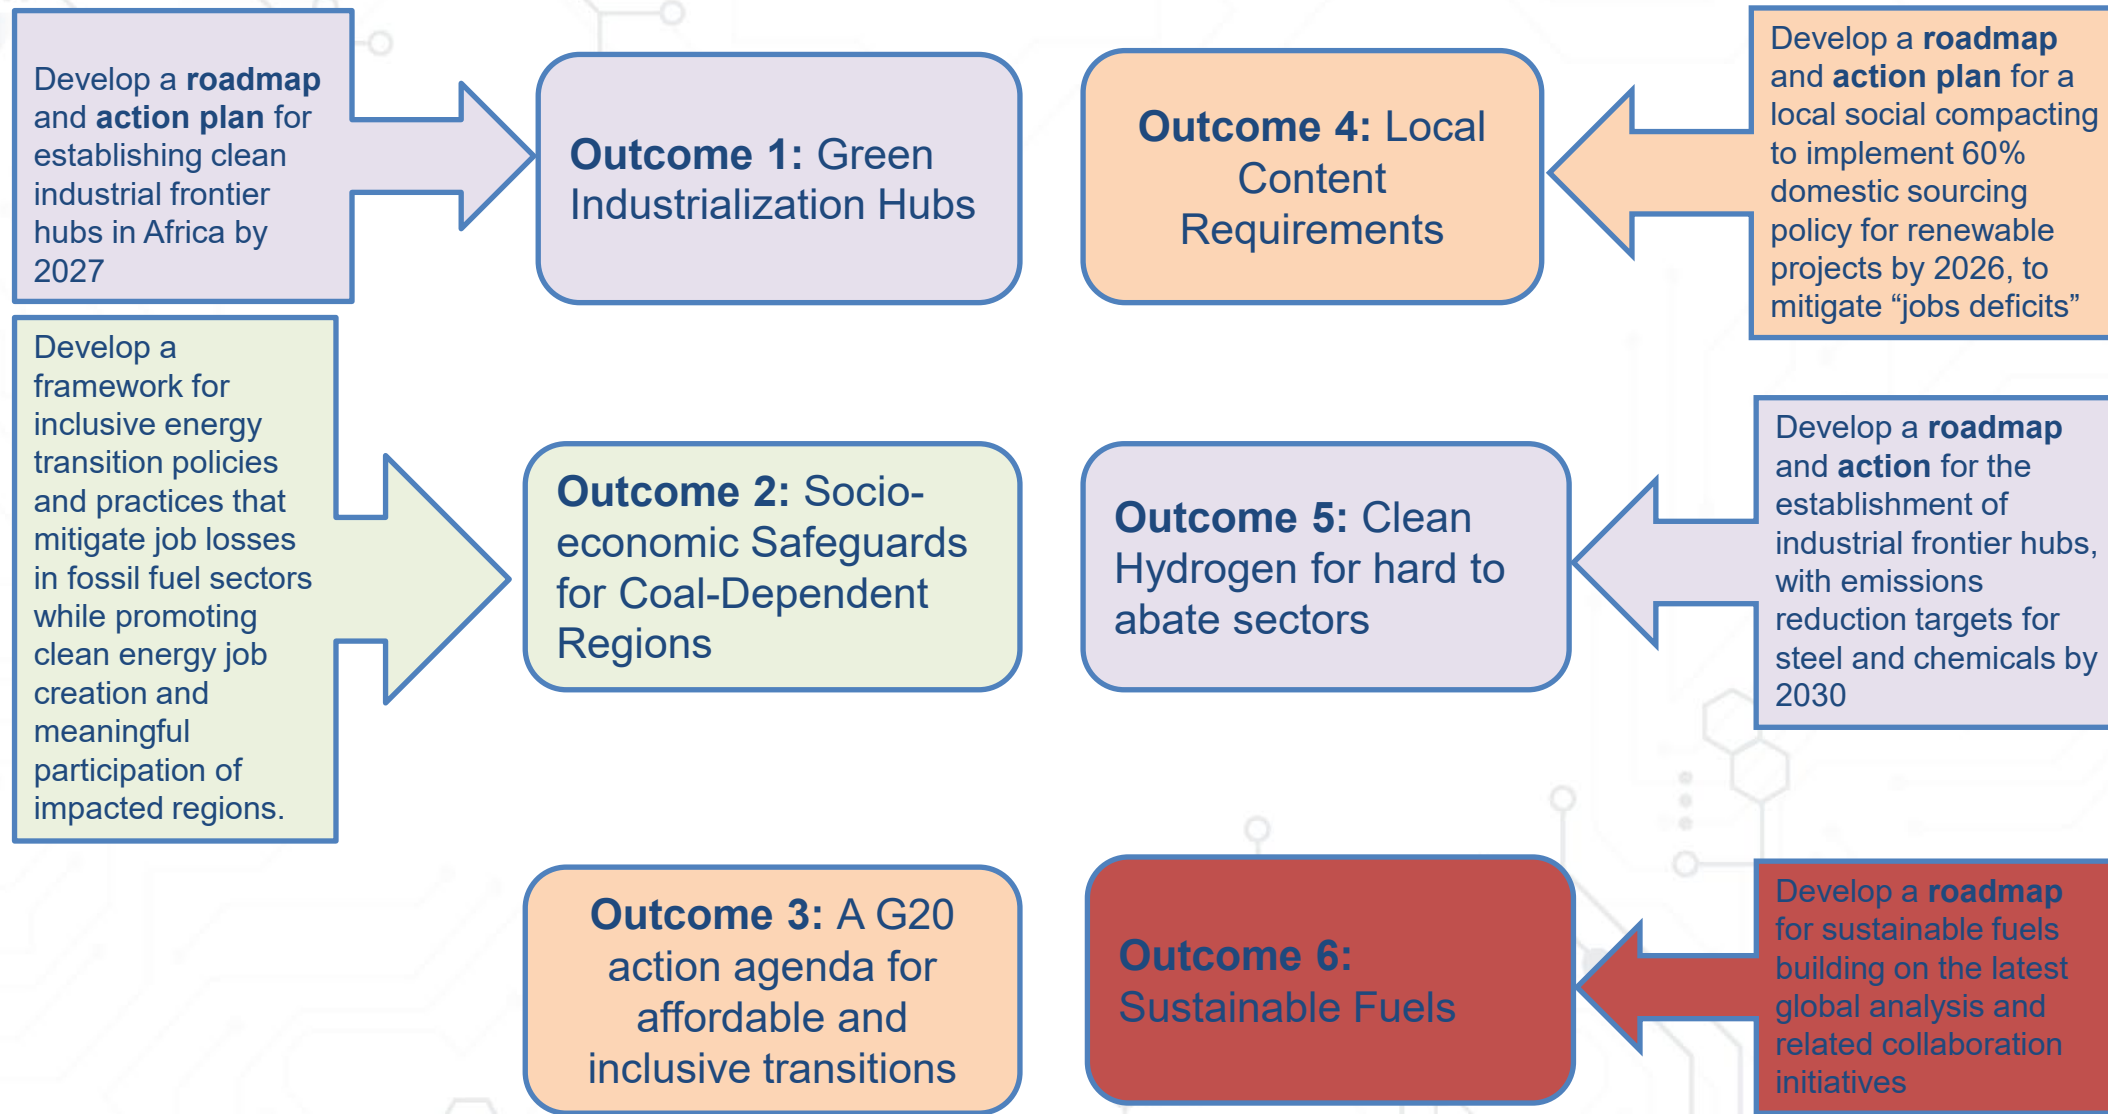 Develop a roadmap
and action plan for
establishing clean
industrial frontier
hubs in Africa by
2027
Outcome 1: Green
Industrialization Hubs
Develop a
framework for
inclusive energy
transition policies
and practices that
mitigate job losses
in fossil fuel sectors
while promoting
clean energy job
creation and
meaningful
participation of
impacted regions.
Outcome 2: Socio-
economic Safeguards
for Coal-Dependent
Regions
Outcome 3: A G20
action agenda for
affordable and
inclusive transitions
Outcome 4: Local
Content
Requirements
Develop a roadmap
and action plan for a
local social compacting
to implement 60%
domestic sourcing
policy for renewable
projects by 2026, to
mitigate “jobs deficits”
Outcome 5: Clean
Hydrogen for hard to
abate sectors
Develop a roadmap
and action for the
establishment of
industrial frontier hubs,
with emissions
reduction targets for
steel and chemicals by
2030
Outcome 6:
Sustainable Fuels
Develop a roadmap
for sustainable fuels
building on the latest
global analysis and
related collaboration
initiatives